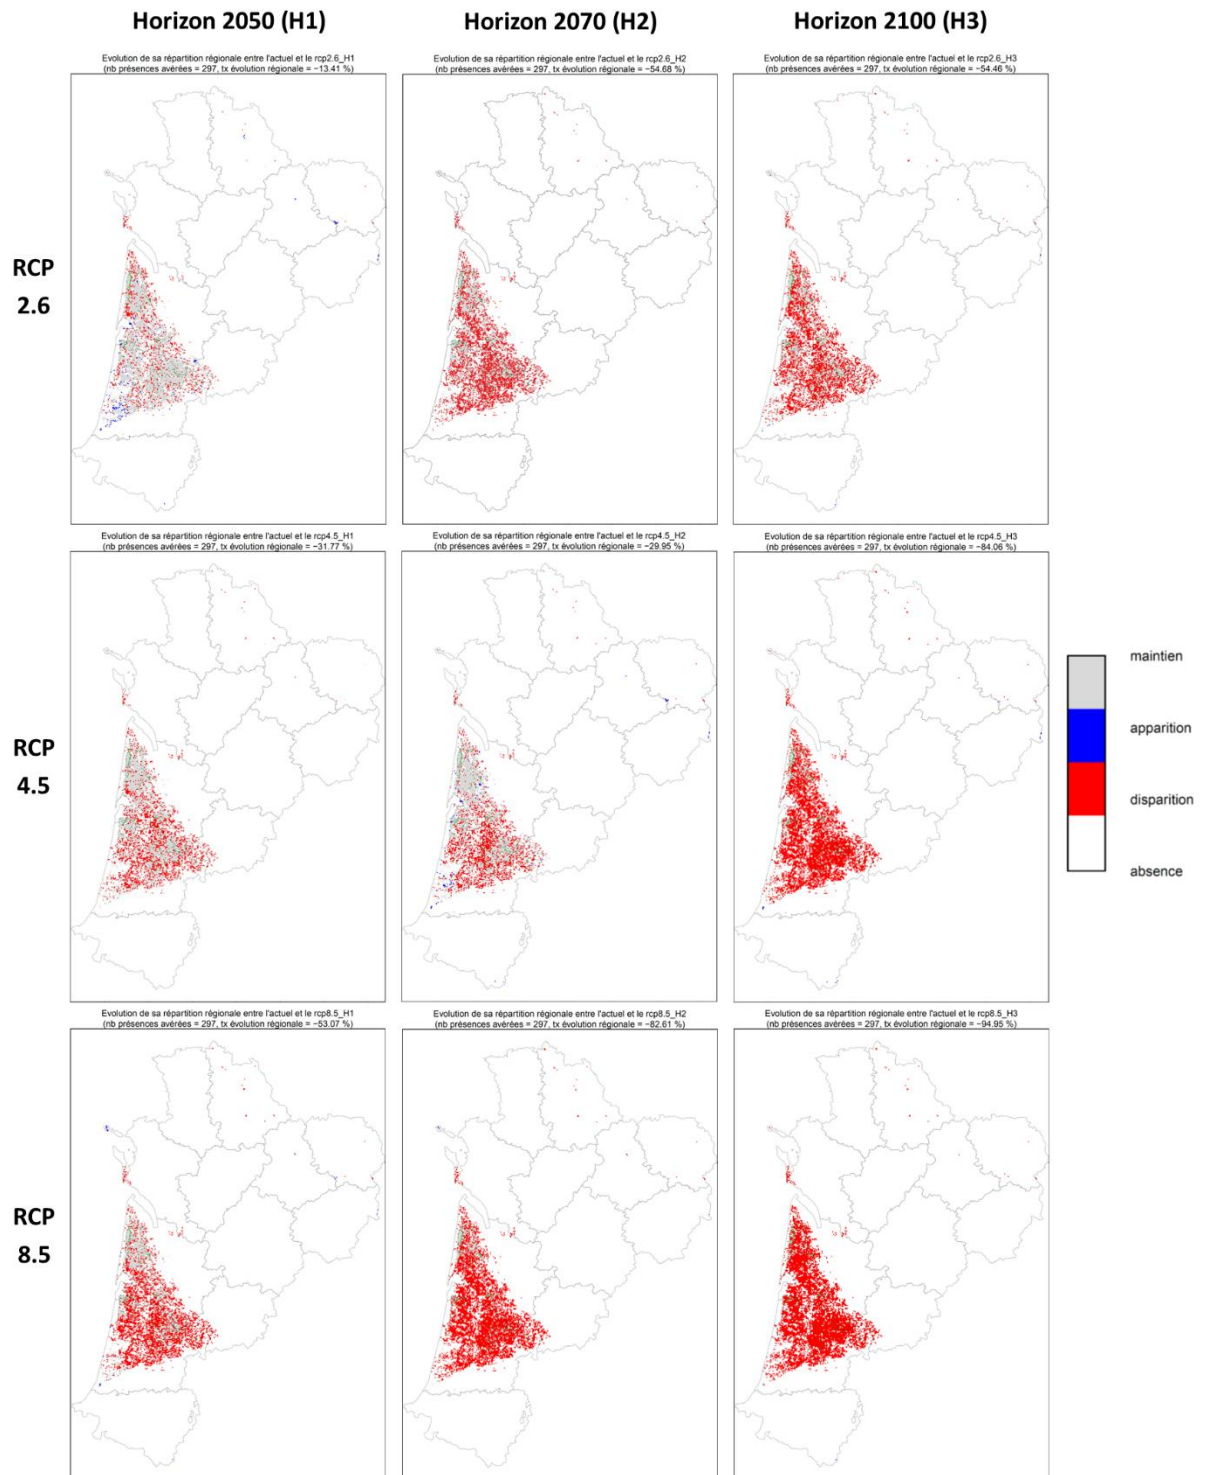 Horizon 2050 (H1)
Horizon 2070 (H2)
Horizon 2100 (H3)
Evolution de sa répartition régionale entre l'actuel et le rcp2.6_H1
(nb présences avérées = 297, tx évolution régionale = −13.41 %)
Evolution de sa répartition régionale entre l'actuel et le rcp2.6_H2
(nb présences avérées = 297, tx évolution régionale = −54.68 %)
Evolution de sa répartition régionale entre l'actuel et le rcp2.6_H3
(nb présences avérées = 297, tx évolution régionale = −54.46 %)
RCP
2.6
Evolution de sa répartition régionale entre l'actuel et le rcp4.5_H1
(nb présences avérées = 297, tx évolution régionale = −31.77 %)
Evolution de sa répartition régionale entre l'actuel et le rcp4.5_H2
(nb présences avérées = 297, tx évolution régionale = −29.95 %)
Evolution de sa répartition régionale entre l'actuel et le rcp4.5_H3
(nb présences avérées = 297, tx évolution régionale = −84.06 %)
RCP
4.5
maintien
apparition
disparition
absence
Evolution de sa répartition régionale entre l'actuel et le rcp8.5_H1
(nb présences avérées = 297, tx évolution régionale = −53.07 %)
Evolution de sa répartition régionale entre l'actuel et le rcp8.5_H2
(nb présences avérées = 297, tx évolution régionale = −82.61 %)
Evolution de sa répartition régionale entre l'actuel et le rcp8.5_H3
(nb présences avérées = 297, tx évolution régionale = −94.95 %)
RCP
8.5